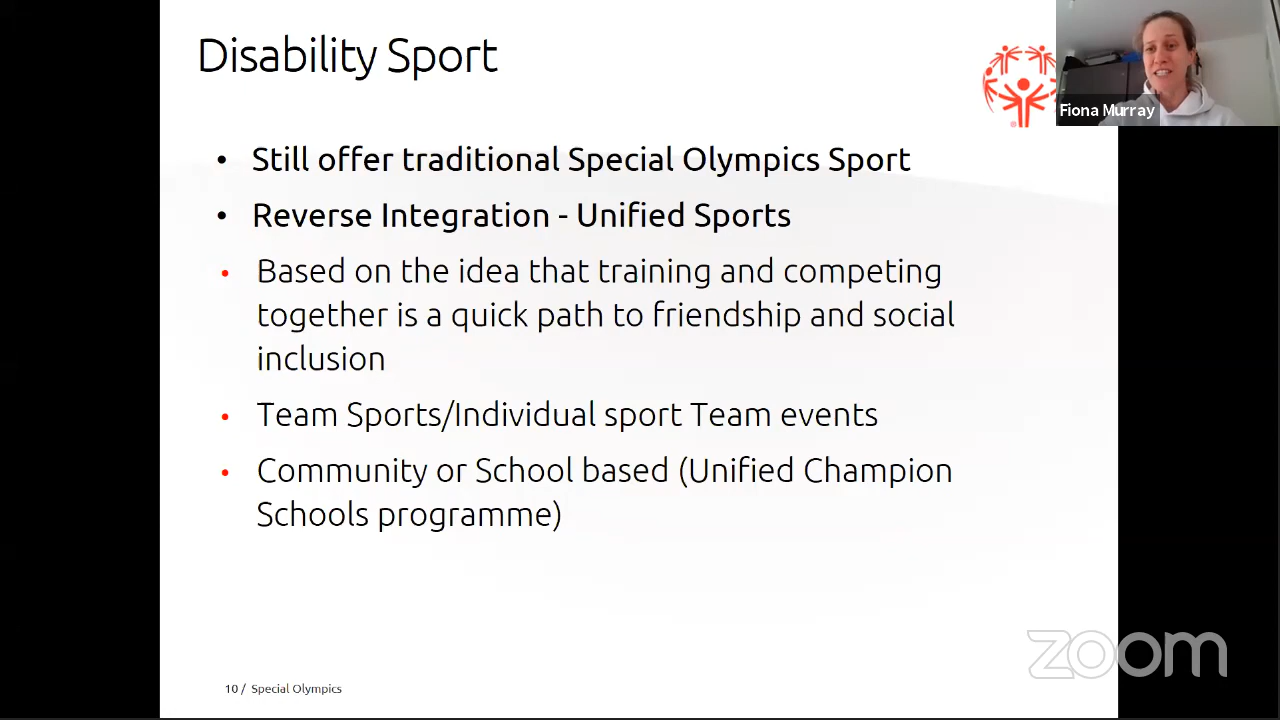 Disability Sport
Fiona Murray
• Still offer traditional Special Olympics Sport
• Reverse Integration - Unified Sports
• Based on the idea that training and competing
together is a quick path to friendship and social
inclusion
• Team Sports/Individual sport Team events
• Community or School based (Unified Champion
Schools programme)
zoom
10 / Special Olympics